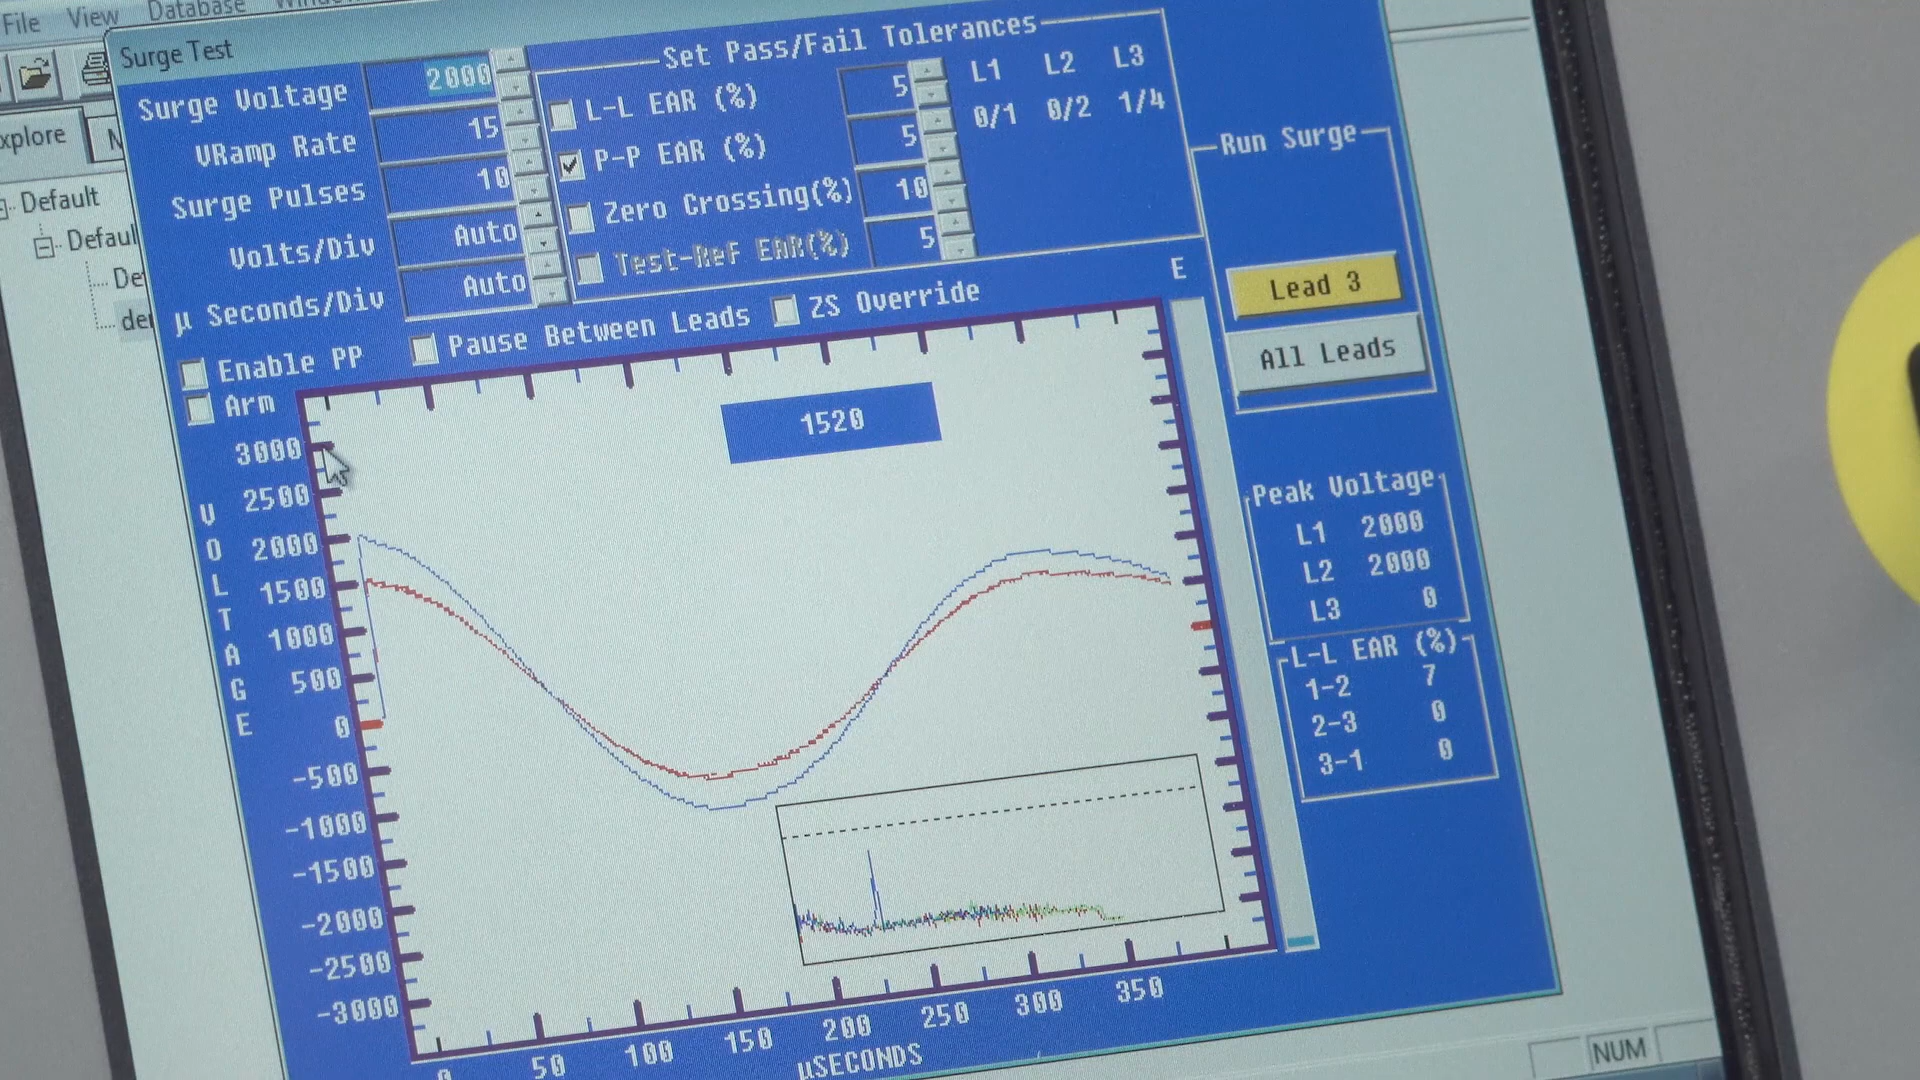 File View Database
Surge Test
xplore
Default
Defaul
De
de
Surge Voltage 2000
VRamp Rate 15
Surge Pulses 10
Volts/Div Auto
µ Seconds/Div Auto
Set Pass/Fail Tolerances
L-L EAR (%) 5
P-P EAR (%) 5
Zero Crossing(%) 10
Test-Ref EAR(%) 5
L1 L2 L3
0/1 0/2 1/4
Enable PP
Pause Between Leads
ZS Override
Arm
E
Run Surge
Lead 3
All Leads
1520
VOLTAGE
3000
2500
2000
1500
1000
500
0
-500
-1000
-1500
-2000
-2500
-3000
0 50 100 150 200 250 300 350
µSECONDS
Peak Voltage
L1 2000
L2 2000
L3 0
L-L EAR (%)
1-2 7
2-3 0
3-1 0
NUM